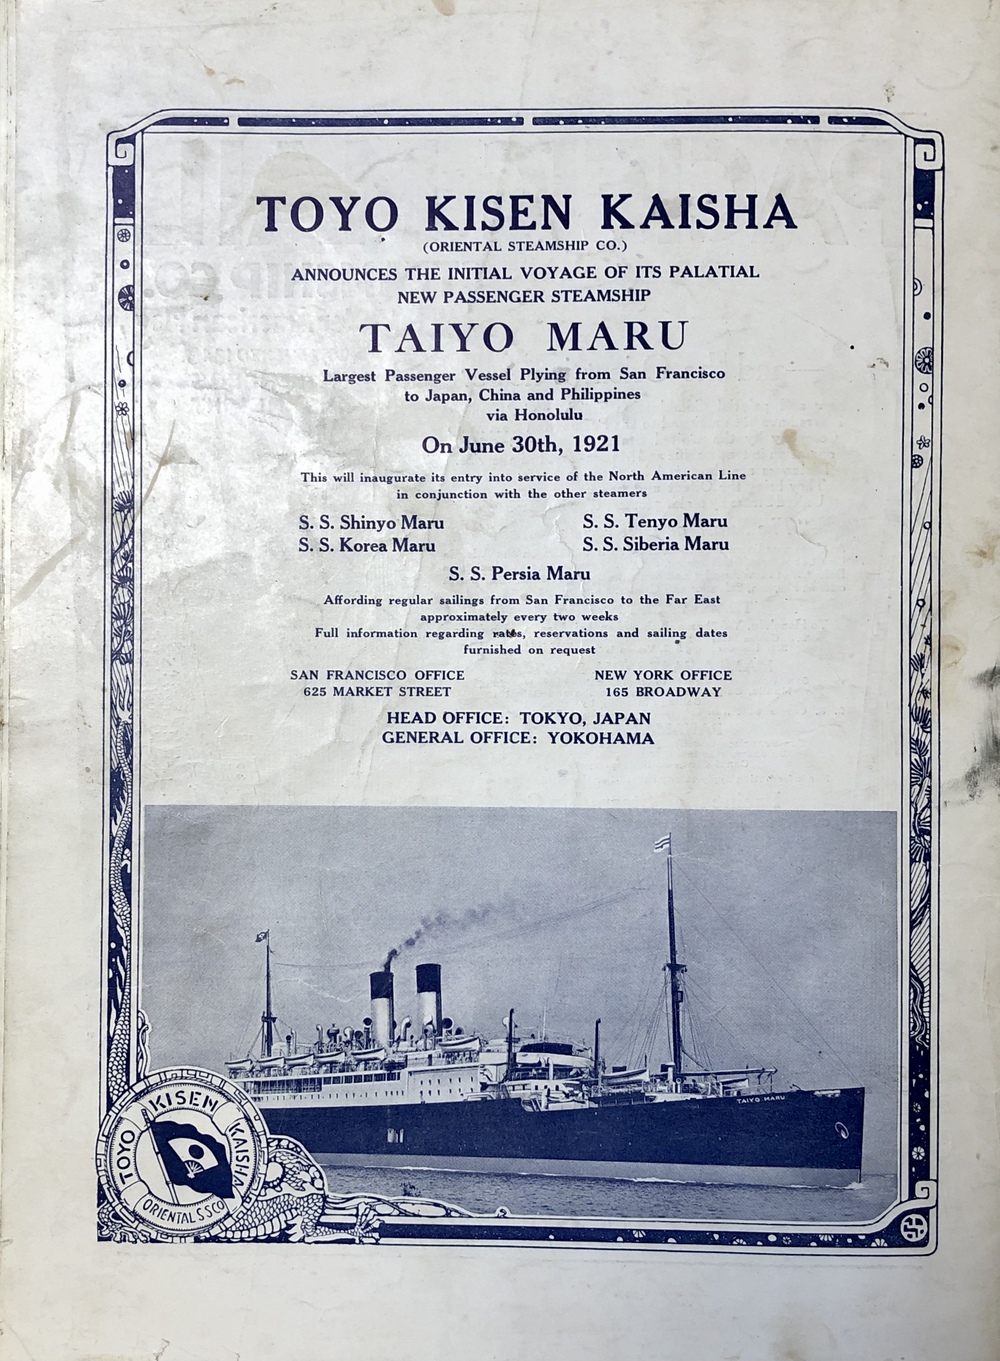 TOYO KISEN KAISHA
(ORIENTAL STEAMSHIP CO.)
ANNOUNCES THE INITIAL VOYAGE OF ITS PALATIAL
NEW PASSENGER STEAMSHIP
TAIYO MARU
Largest Passenger Vessel Plying from San Francisco
to Japan, China and Philippines
via Honolulu
On June 30th, 1921
This will inaugurate its entry into service of the North American Line
in conjunction with the other steamers
S. S. Shinyo Maru S. S. Tenyo Maru
S. S. Korea Maru S. S. Siberia Maru
S. S. Persia Maru
Affording regular sailings from San Francisco to the Far East
approximately every two weeks
Full information regarding rates, reservations and sailing dates
furnished on request
SAN FRANCISCO OFFICE NEW YORK OFFICE
625 MARKET STREET 165 BROADWAY
HEAD OFFICE: TOKYO, JAPAN
GENERAL OFFICE: YOKOHAMA
TAIYO MARU
TOYO KISEN KAISHA
ORIENTAL S S CO